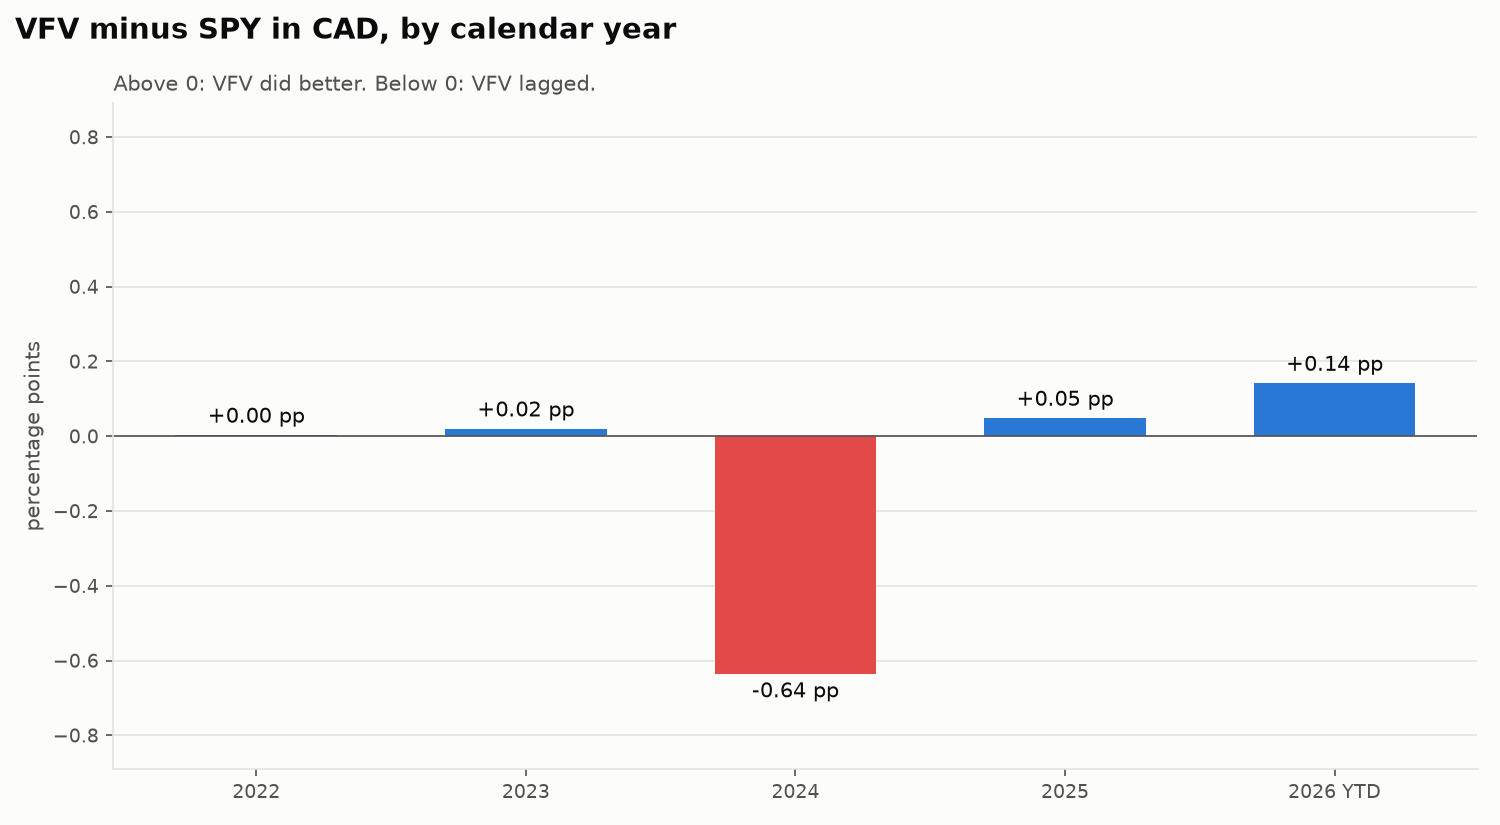 VFV minus SPY in CAD, by calendar year
Above 0: VFV did better. Below 0: VFV lagged.
percentage points
0.8
0.6
0.4
0.2
0.0
−0.2
−0.4
−0.6
−0.8
+0.00 pp
+0.02 pp
-0.64 pp
+0.05 pp
+0.14 pp
2022
2023
2024
2025
2026 YTD